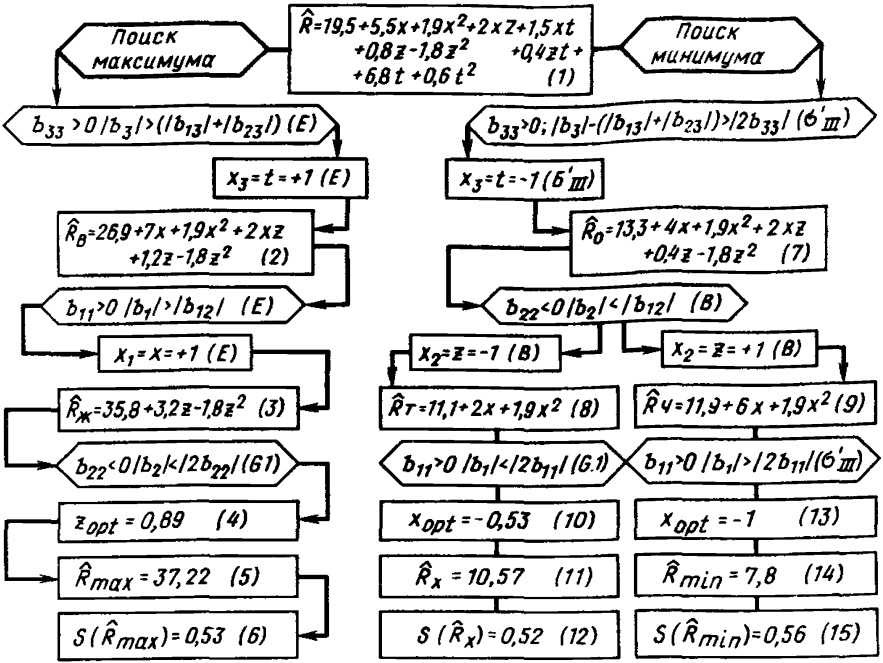 Поиск максимума
R̂=19,5+5,5x+1,9x²+2xz+1,5xt
+0,8z-1,8z² +0,4zt+
+6,8t+0,6t² (1)
Поиск минимума
b₃₃>0 /b₃/>(/b₁₃/+/b₂₃/) (E)
b₃₃>0; /b₃/-(/b₁₃/+/b₂₃/)>/2b₃₃/ (б'III)
x₃=t=+1 (E)
x₃=t=-1 (Б'III)
R̂в=26,9+7x+1,9x²+2xz
+1,2z-1,8z² (2)
R̂о=13,3+4x+1,9x²+2xz
+0,4z-1,8z² (7)
b₁₁>0 /b₁/>/b₁₂/ (E)
b₂₂<0 /b₂/</b₁₂/ (B)
x₁=x=+1 (E)
x₂=z=-1 (B)
x₂=z=+1 (B)
R̂ж=35,8+3,2z-1,8z² (3)
R̂т=11,1+2x+1,9x² (8)
R̂ч=11,9+6x+1,9x² (9)
b₂₂<0 /b₂/</2b₂₂/ (G1)
b₁₁>0 /b₁/</2b₁₁/ (G.1)
b₁₁>0 /b₁/>/2b₁₁/ (б'III)
z opt=0,89 (4)
x opt=-0,53 (10)
x opt=-1 (13)
R̂max=37,22 (5)
R̂x=10,57 (11)
R̂min=7,8 (14)
S(R̂max)=0,53 (6)
S(R̂x)=0,52 (12)
S(R̂min)=0,56 (15)